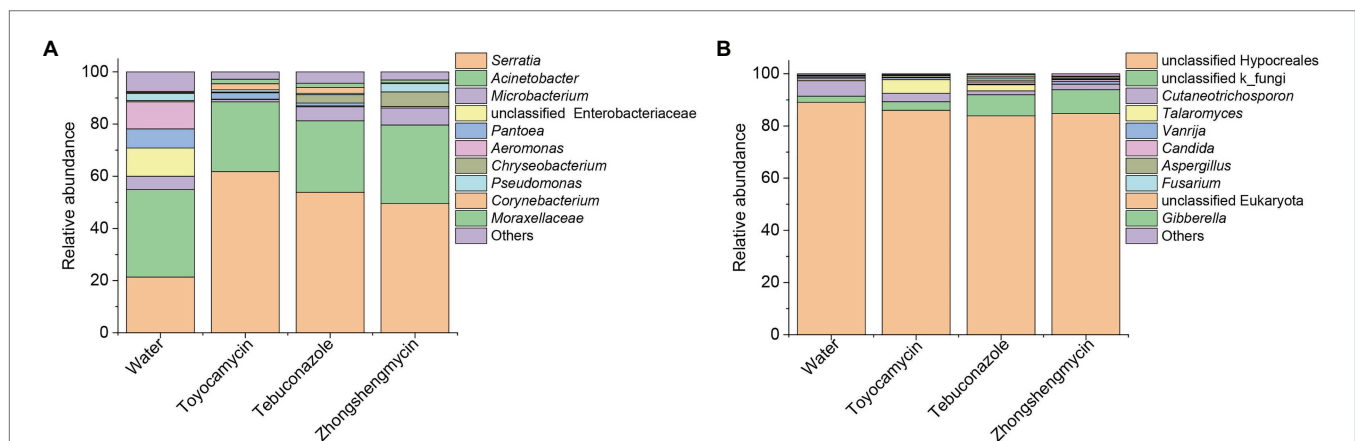 A
Relative abundance
100
80
60
40
20
0
Water
Toyocamycin
Tebuconazole
Zhongshengmycin
Serratia
Acinetobacter
Microbacterium
unclassified Enterobacteriaceae
Pantoea
Aeromonas
Chryseobacterium
Pseudomonas
Corynebacterium
Moraxellaceae
Others
B
Relative abundance
100
80
60
40
20
0
Water
Toyocamycin
Tebuconazole
Zhongshengmycin
unclassified Hypocreales
unclassified k_fungi
Cutaneotrichosporon
Talaromyces
Vanrija
Candida
Aspergillus
Fusarium
unclassified Eukaryota
Gibberella
Others